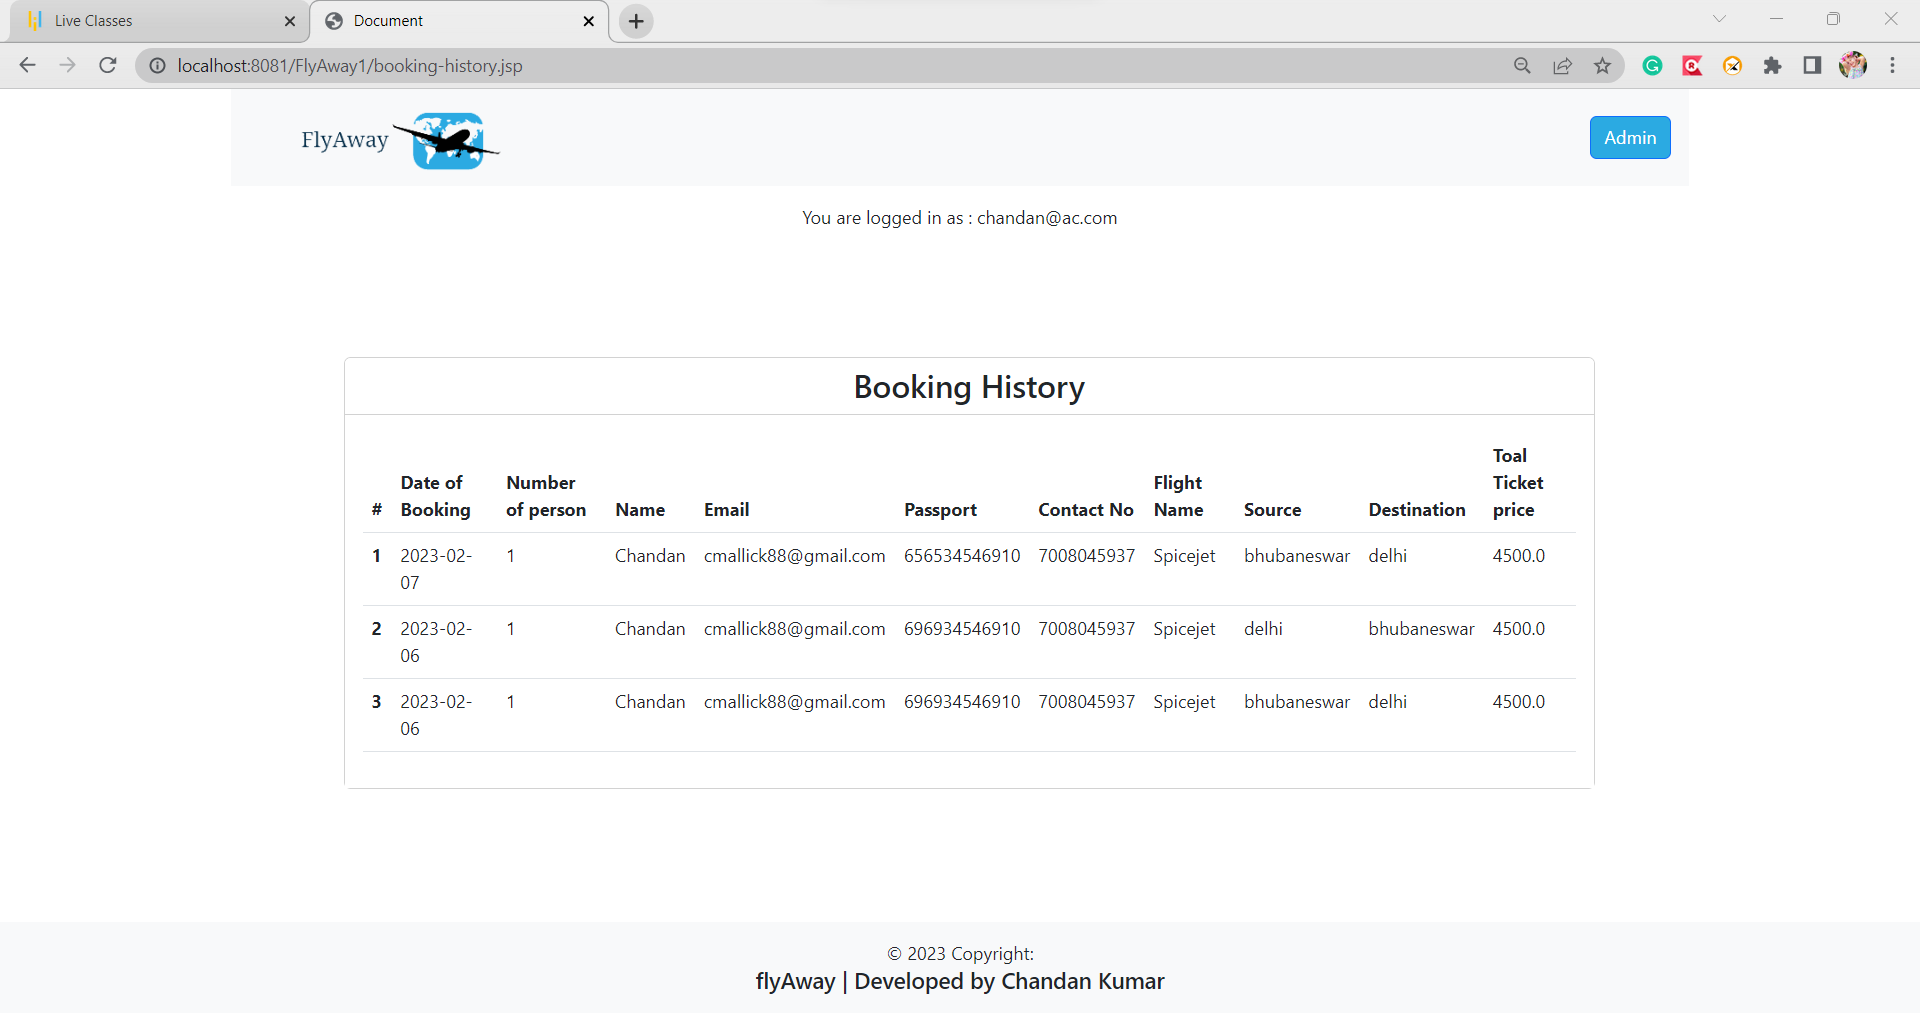 Live Classes
Document
localhost:8081/FlyAway1/booking-history.jsp
FlyAway
Admin
You are logged in as : chandan@ac.com
Booking History
# Date of Booking Number of person Name Email Passport Contact No Flight Name Source Destination Toal Ticket price
1 2023-02-07 1 Chandan cmallick88@gmail.com 656534546910 7008045937 Spicejet bhubaneswar delhi 4500.0
2 2023-02-06 1 Chandan cmallick88@gmail.com 696934546910 7008045937 Spicejet delhi bhubaneswar 4500.0
3 2023-02-06 1 Chandan cmallick88@gmail.com 696934546910 7008045937 Spicejet bhubaneswar delhi 4500.0
© 2023 Copyright:
flyAway | Developed by Chandan Kumar